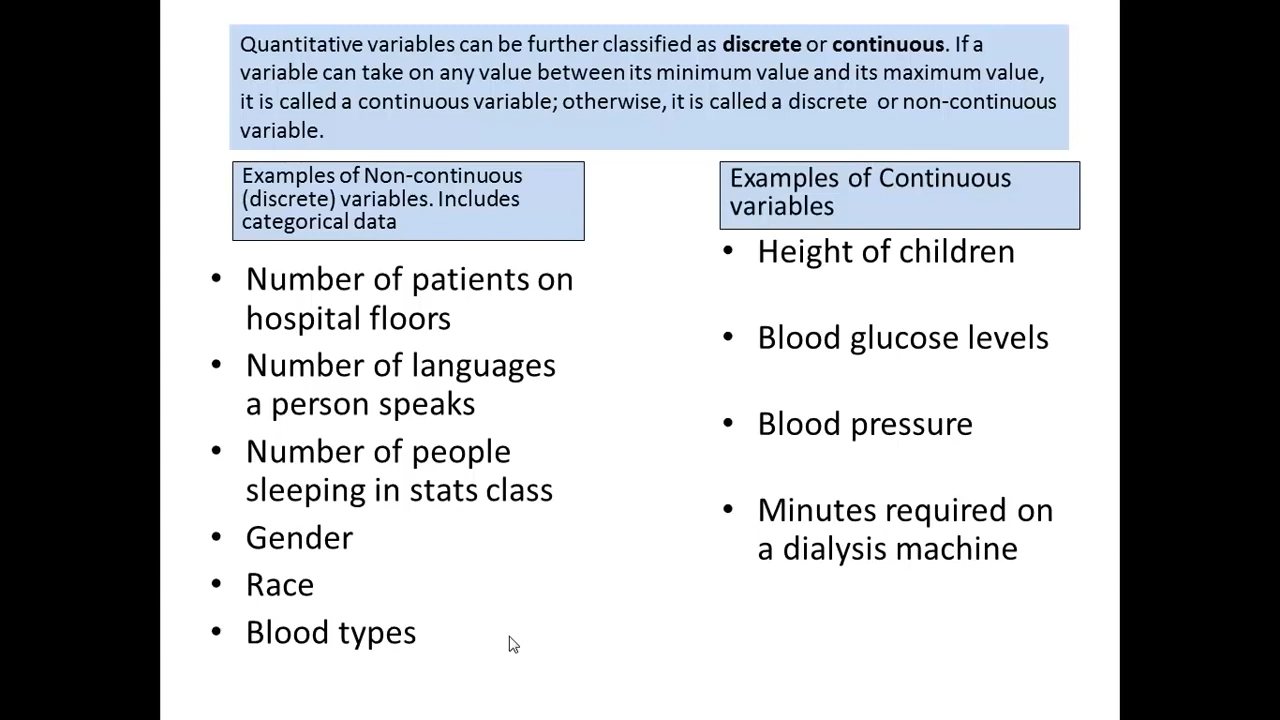 Quantitative variables can be further classified as discrete or continuous. If a
variable can take on any value between its minimum value and its maximum value,
it is called a continuous variable; otherwise, it is called a discrete or non-continuous
variable.
Examples of Non-continuous
(discrete) variables. Includes
categorical data
• Number of patients on
hospital floors
• Number of languages
a person speaks
• Number of people
sleeping in stats class
• Gender
• Race
• Blood types
Examples of Continuous
variables
• Height of children
• Blood glucose levels
• Blood pressure
• Minutes required on
a dialysis machine